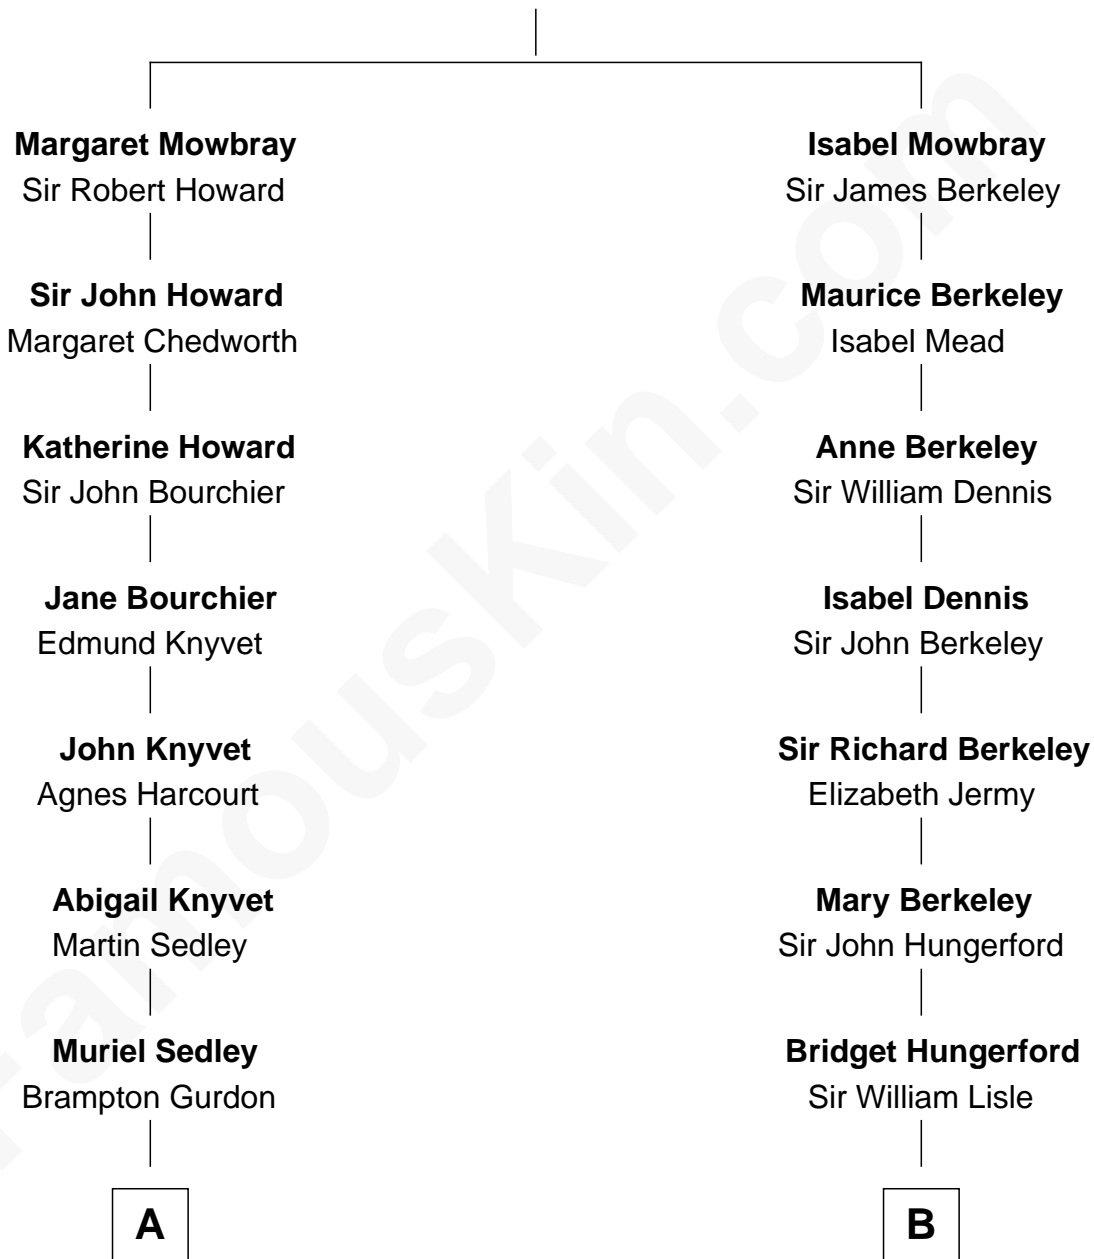 Margaret Mowbray
Sir Robert Howard
Isabel Mowbray
Sir James Berkeley
Sir John Howard
Margaret Chedworth
Maurice Berkeley
Isabel Mead
Katherine Howard
Sir John Bourchier
Anne Berkeley
Sir William Dennis
Jane Bourchier
Edmund Knyvet
Isabel Dennis
Sir John Berkeley
John Knyvet
Agnes Harcourt
Sir Richard Berkeley
Elizabeth Jermy
Abigail Knyvet
Martin Sedley
Mary Berkeley
Sir John Hungerford
Muriel Sedley
Brampton Gurdon
Bridget Hungerford
Sir William Lisle
A
B
FamousKin.com